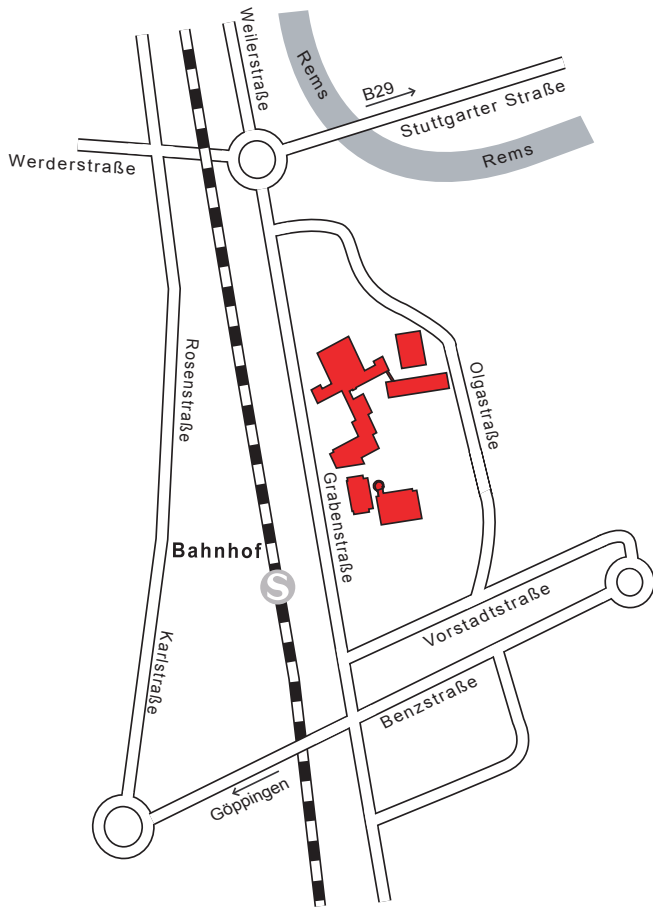 Weilerstraße
Rems
B29
Stuttgarter Straße
Werderstraße
Rems
Rosenstraße
Olgastraße
Grabenstraße
Bahnhof
S
Vorstadtstraße
Karlstraße
Benzstraße
Göppingen